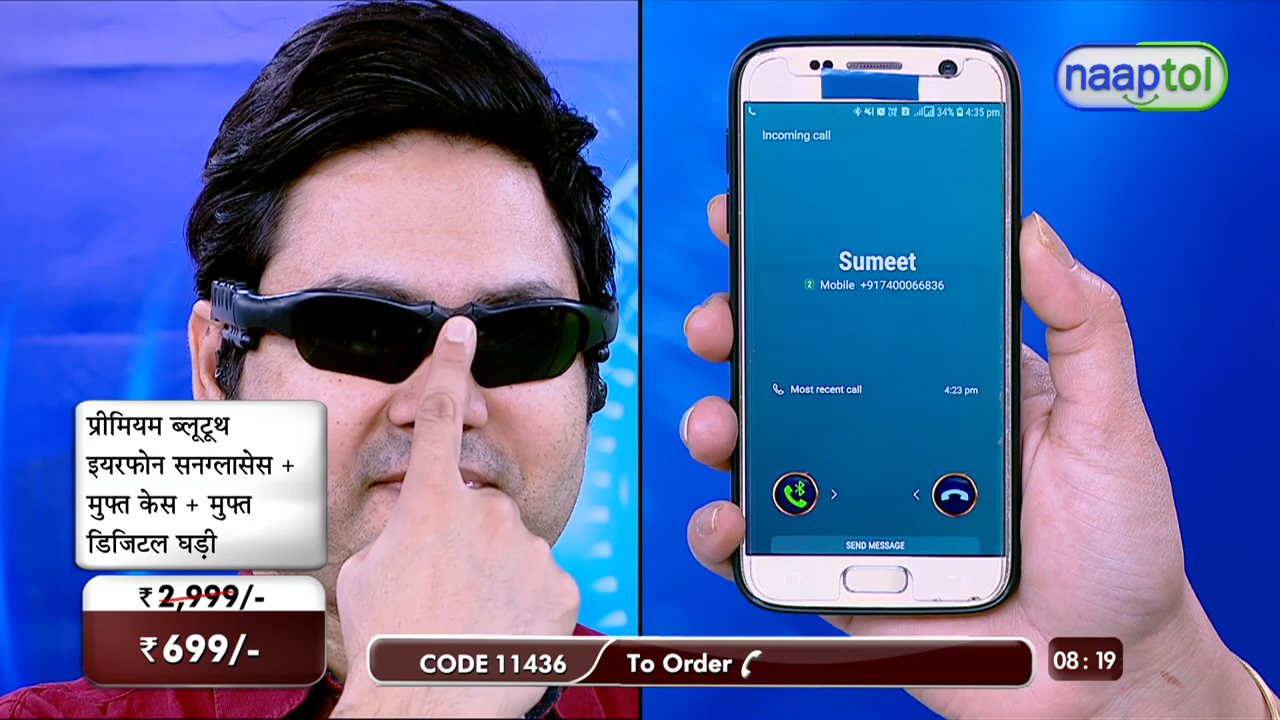 naaptol
34% 4:35 pm
Incoming call
Sumeet
2 Mobile +917400066836
Most recent call 4:23 pm
SEND MESSAGE
प्रीमियम ब्लूटूथ
इयरफोन सनग्लासेस +
मुफ्त केस + मुफ्त
डिजिटल घड़ी
₹2,999/-
₹699/-
CODE 11436 To Order
08:19